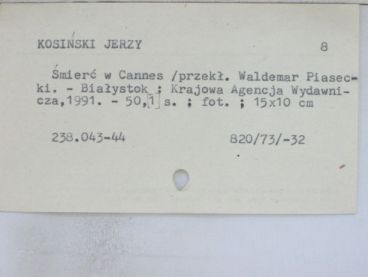 KOSIŃSKI JERZY 8
Śmierć w Cannes /przekł. Waldemar Piasec-
ki. - Białystok ; Krajowa Agencja Wydawni-
cza,1991. - 50,[1] s. ; fot. ; 15x10 cm
238.043-44 820/73/-32